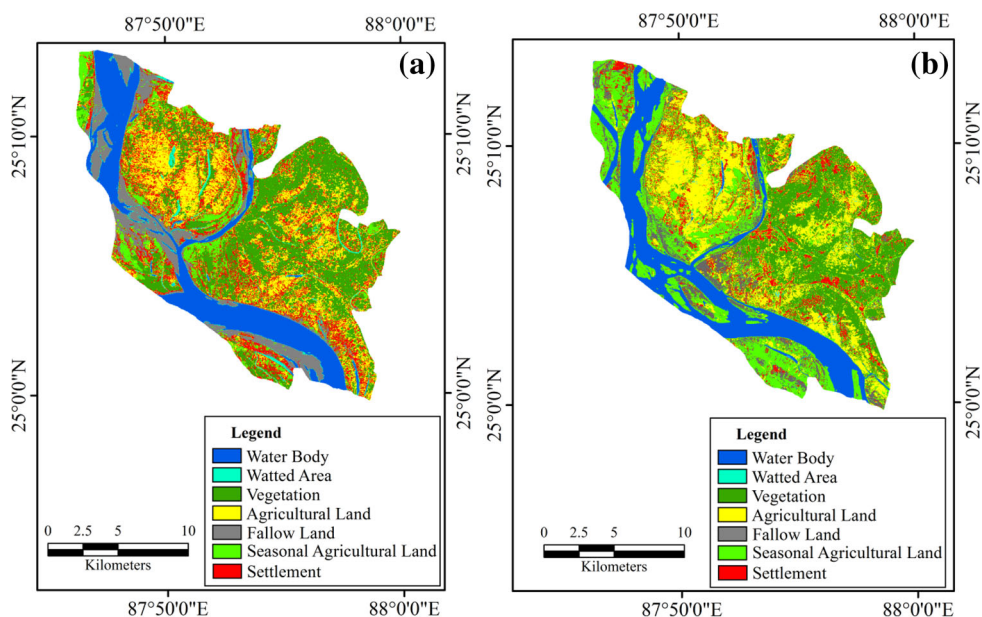 87°50'0"E 88°0'0"E
(a)
25°10'0"N 25°10'0"N
25°0'0"N 25°0'0"N
Legend
Water Body
Watted Area
Vegetation
Agricultural Land
Fallow Land
Seasonal Agricultural Land
Settlement
0 2.5 5 10
Kilometers
87°50'0"E 88°0'0"E
87°50'0"E 88°0'0"E
(b)
25°10'0"N 25°10'0"N
25°0'0"N 25°0'0"N
Legend
Water Body
Watted Area
Vegetation
Agricultural Land
Fallow Land
Seasonal Agricultural Land
Settlement
0 2.5 5 10
Kilometers
87°50'0"E 88°0'0"E